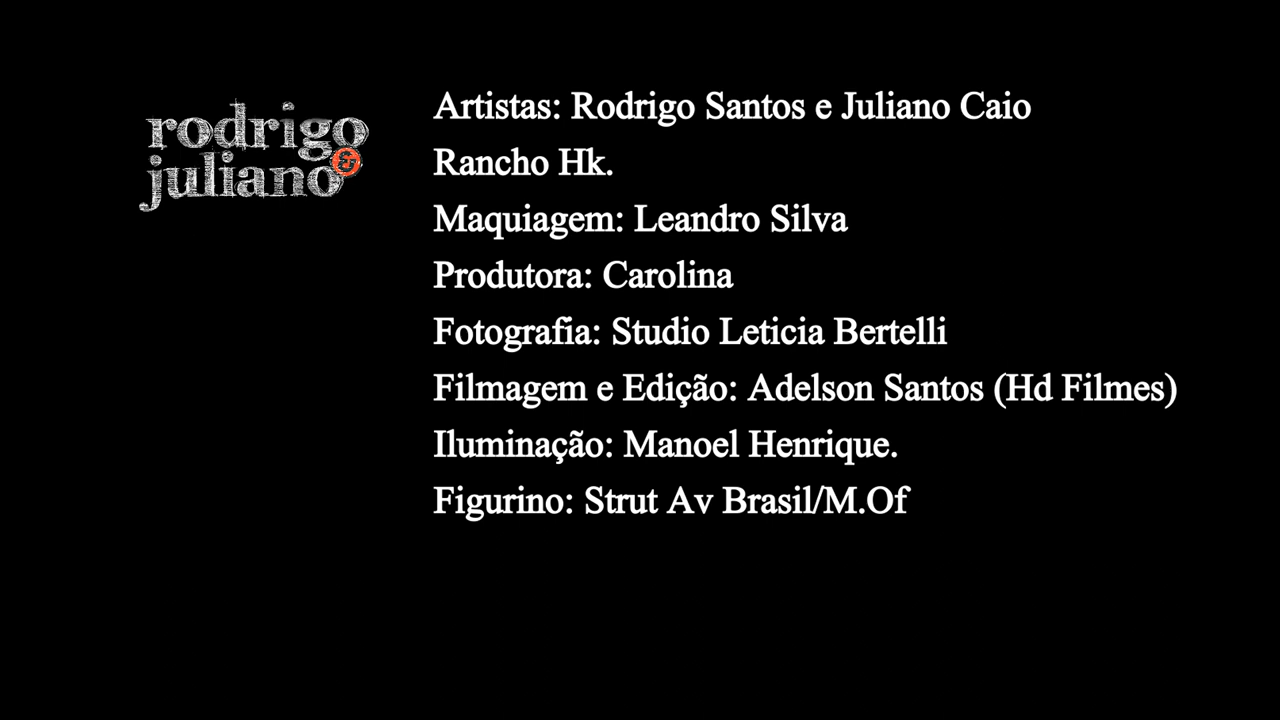 rodrigo
&
juliano
Artistas: Rodrigo Santos e Juliano Caio
Rancho Hk.
Maquiagem: Leandro Silva
Produtora: Carolina
Fotografia: Studio Leticia Bertelli
Filmagem e Edição: Adelson Santos (Hd Filmes)
Iluminação: Manoel Henrique.
Figurino: Strut Av Brasil/M.Of